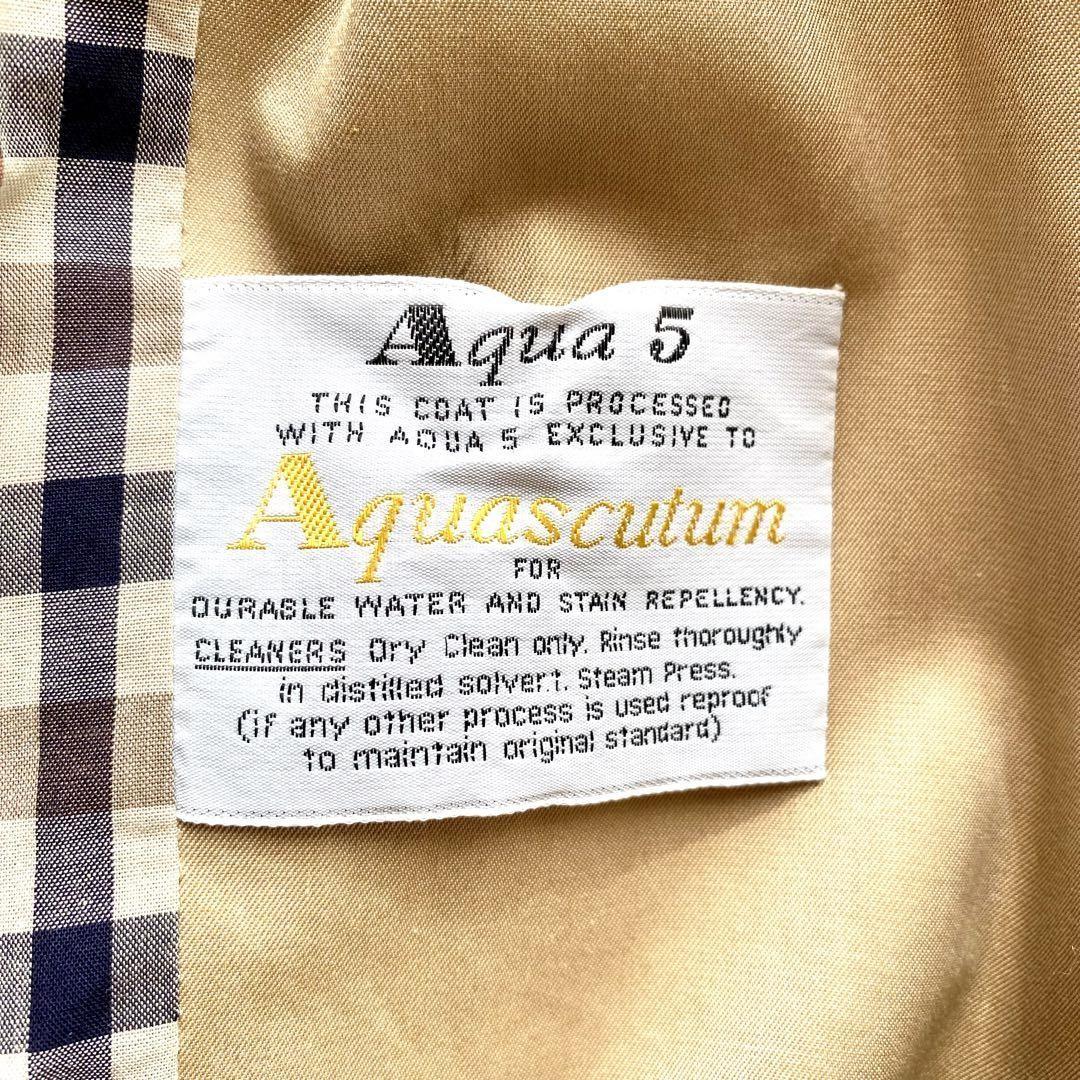 Aqua 5
THIS COAT IS PROCESSED
WITH AQUA 5 EXCLUSIVE TO
Aquascutum
FOR
DURABLE WATER AND STAIN REPELLENCY.
CLEANERS Dry Clean only. Rinse thoroughly
in distilled solvent. Steam Press.
(if any other process is used reproof
to maintain original standard)